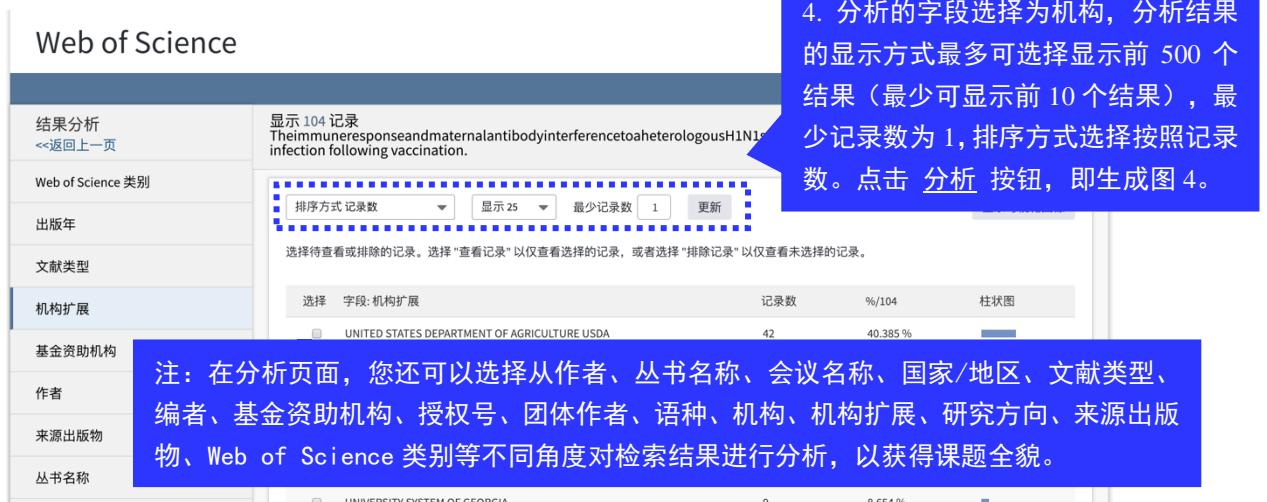 4. 分析的字段选择为机构，分析结果
的显示方式最多可选择显示前 500 个
结果（最少可显示前 10 个结果），最
少记录数为 1,排序方式选择按照记录
数。点击 分析 按钮，即生成图 4。
Web of Science
结果分析
<<返回上一页
显示 104 记录
TheimmuneresponseandmaternalantibodyinterferencetoaheterologousH1N1s
infection following vaccination.
Web of Science 类别
出版年
文献类型
机构扩展
基金资助机构
作者
来源出版物
丛书名称
排序方式 记录数 显示 25 最少记录数 1 更新
选择待查看或排除的记录。选择 "查看记录" 以仅查看选择的记录，或者选择 "排除记录" 以仅查看未选择的记录。
选择 字段: 机构扩展 记录数 %/104 柱状图
UNITED STATES DEPARTMENT OF AGRICULTURE USDA 42 40.385 %
注：在分析页面，您还可以选择从作者、丛书名称、会议名称、国家/地区、文献类型、
编者、基金资助机构、授权号、团体作者、语种、机构、机构扩展、研究方向、来源出版
物、Web of Science 类别等不同角度对检索结果进行分析，以获得课题全貌。
UNIVERSITY SYSTEM OF GEORGIA 9 8.654 %